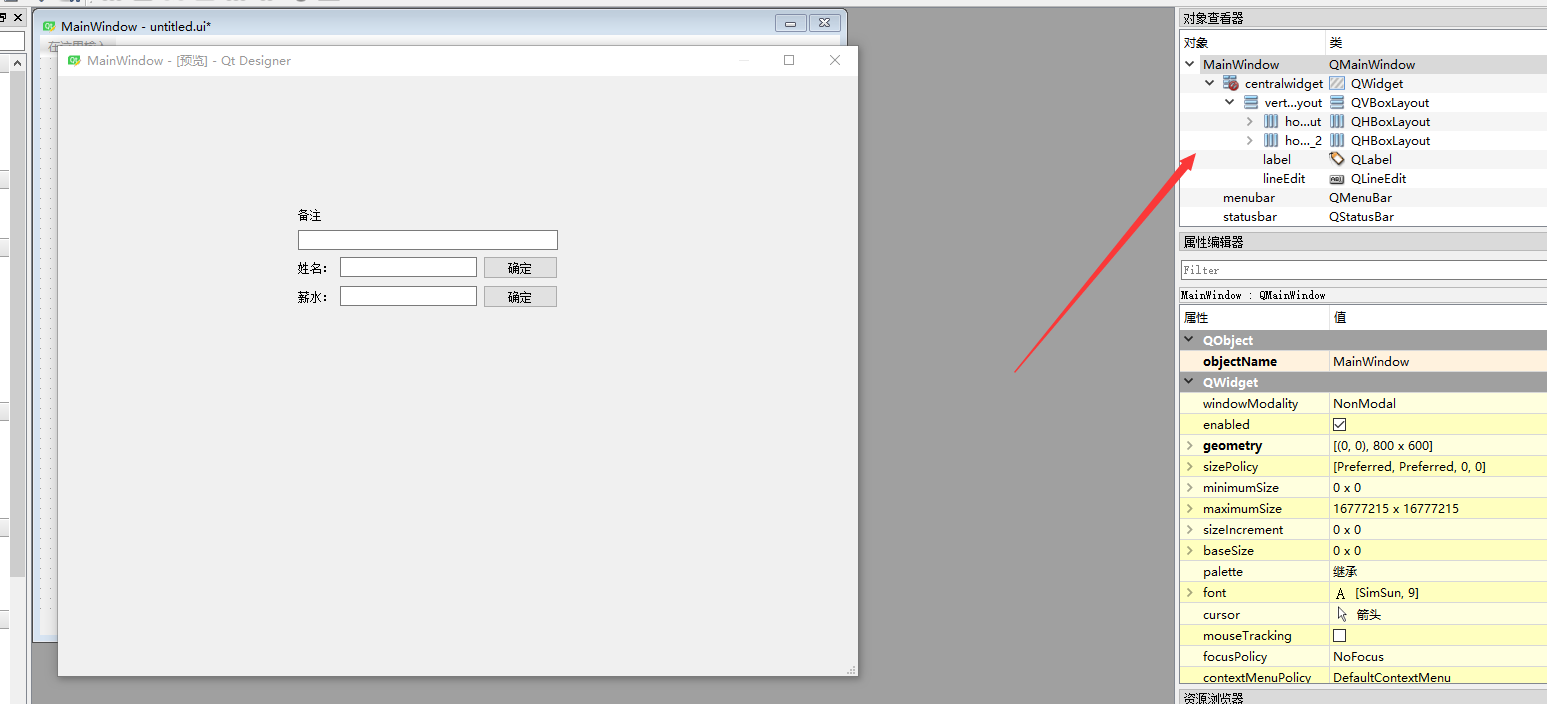 MainWindow - untitled.ui*
MainWindow - [预览] - Qt Designer
备注
姓名： 确定
薪水： 确定
对象查看器
对象 类
MainWindow QMainWindow
centralwidget QWidget
vert...yout QVBoxLayout
ho...ut QHBoxLayout
ho..._2 QHBoxLayout
label QLabel
lineEdit QLineEdit
menubar QMenuBar
statusbar QStatusBar
属性编辑器
Filter
MainWindow : QMainWindow
属性 值
QObject
objectName MainWindow
QWidget
windowModality NonModal
enabled
geometry [(0, 0), 800 x 600]
sizePolicy [Preferred, Preferred, 0, 0]
minimumSize 0 x 0
maximumSize 16777215 x 16777215
sizeIncrement 0 x 0
baseSize 0 x 0
palette 继承
font A [SimSun, 9]
cursor 箭头
mouseTracking
focusPolicy NoFocus
contextMenuPolicy DefaultContextMenu
资源浏览器